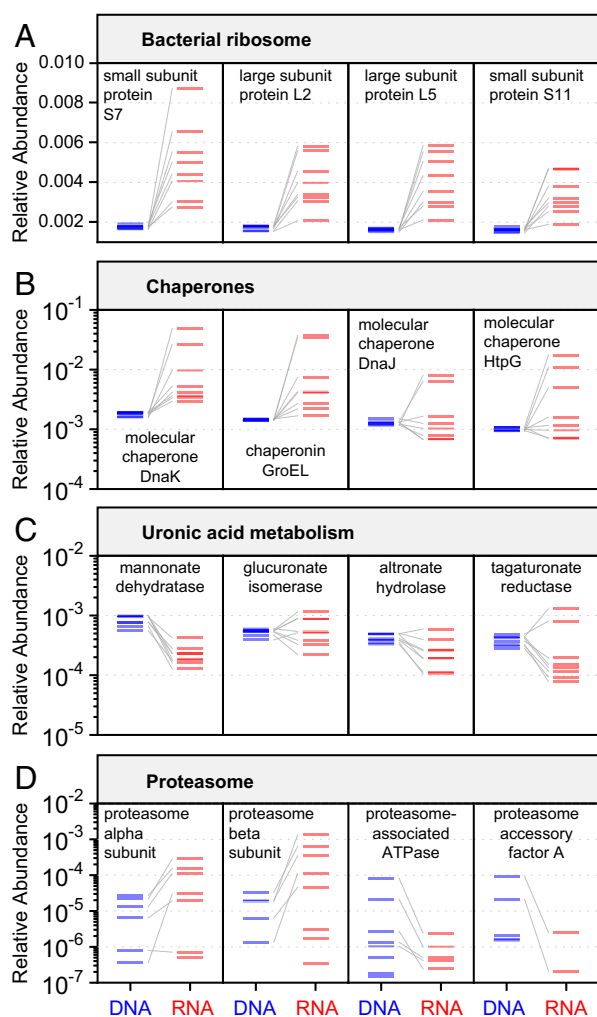 A
Bacterial ribosome
Relative Abundance
0.010
0.008
0.006
0.004
0.002
small subunit
protein
S7
large subunit
protein L2
large subunit
protein L5
small subunit
protein S11
B
Chaperones
Relative Abundance
10-1
10-2
10-3
10-4
molecular
chaperone
DnaK
chaperonin
GroEL
molecular
chaperone
DnaJ
molecular
chaperone
HtpG
C
Uronic acid metabolism
Relative Abundance
10-2
10-3
10-4
10-5
mannonate
dehydratase
glucuronate
isomerase
altronate
hydrolase
tagaturonate
reductase
D
Proteasome
Relative Abundance
10-2
10-3
10-4
10-5
10-6
10-7
proteasome
alpha
subunit
proteasome
beta
subunit
proteasome-
associated
ATPase
proteasome
accessory
factor A
DNA RNA DNA RNA DNA RNA DNA RNA